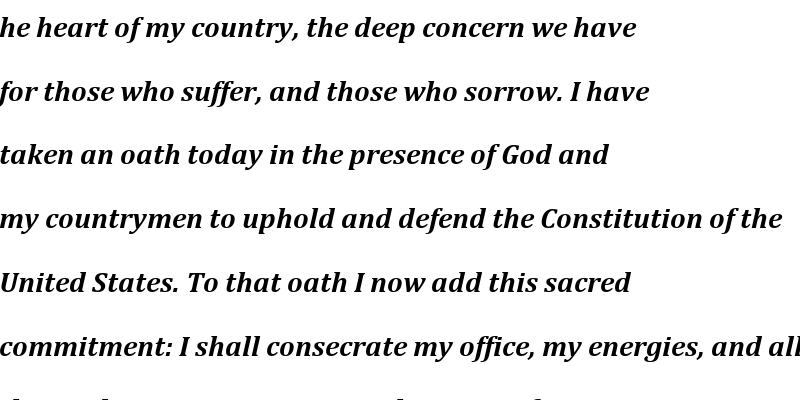 he heart of my country, the deep concern we have
for those who suffer, and those who sorrow. I have
taken an oath today in the presence of God and
my countrymen to uphold and defend the Constitution of the
United States. To that oath I now add this sacred
commitment: I shall consecrate my office, my energies, and all